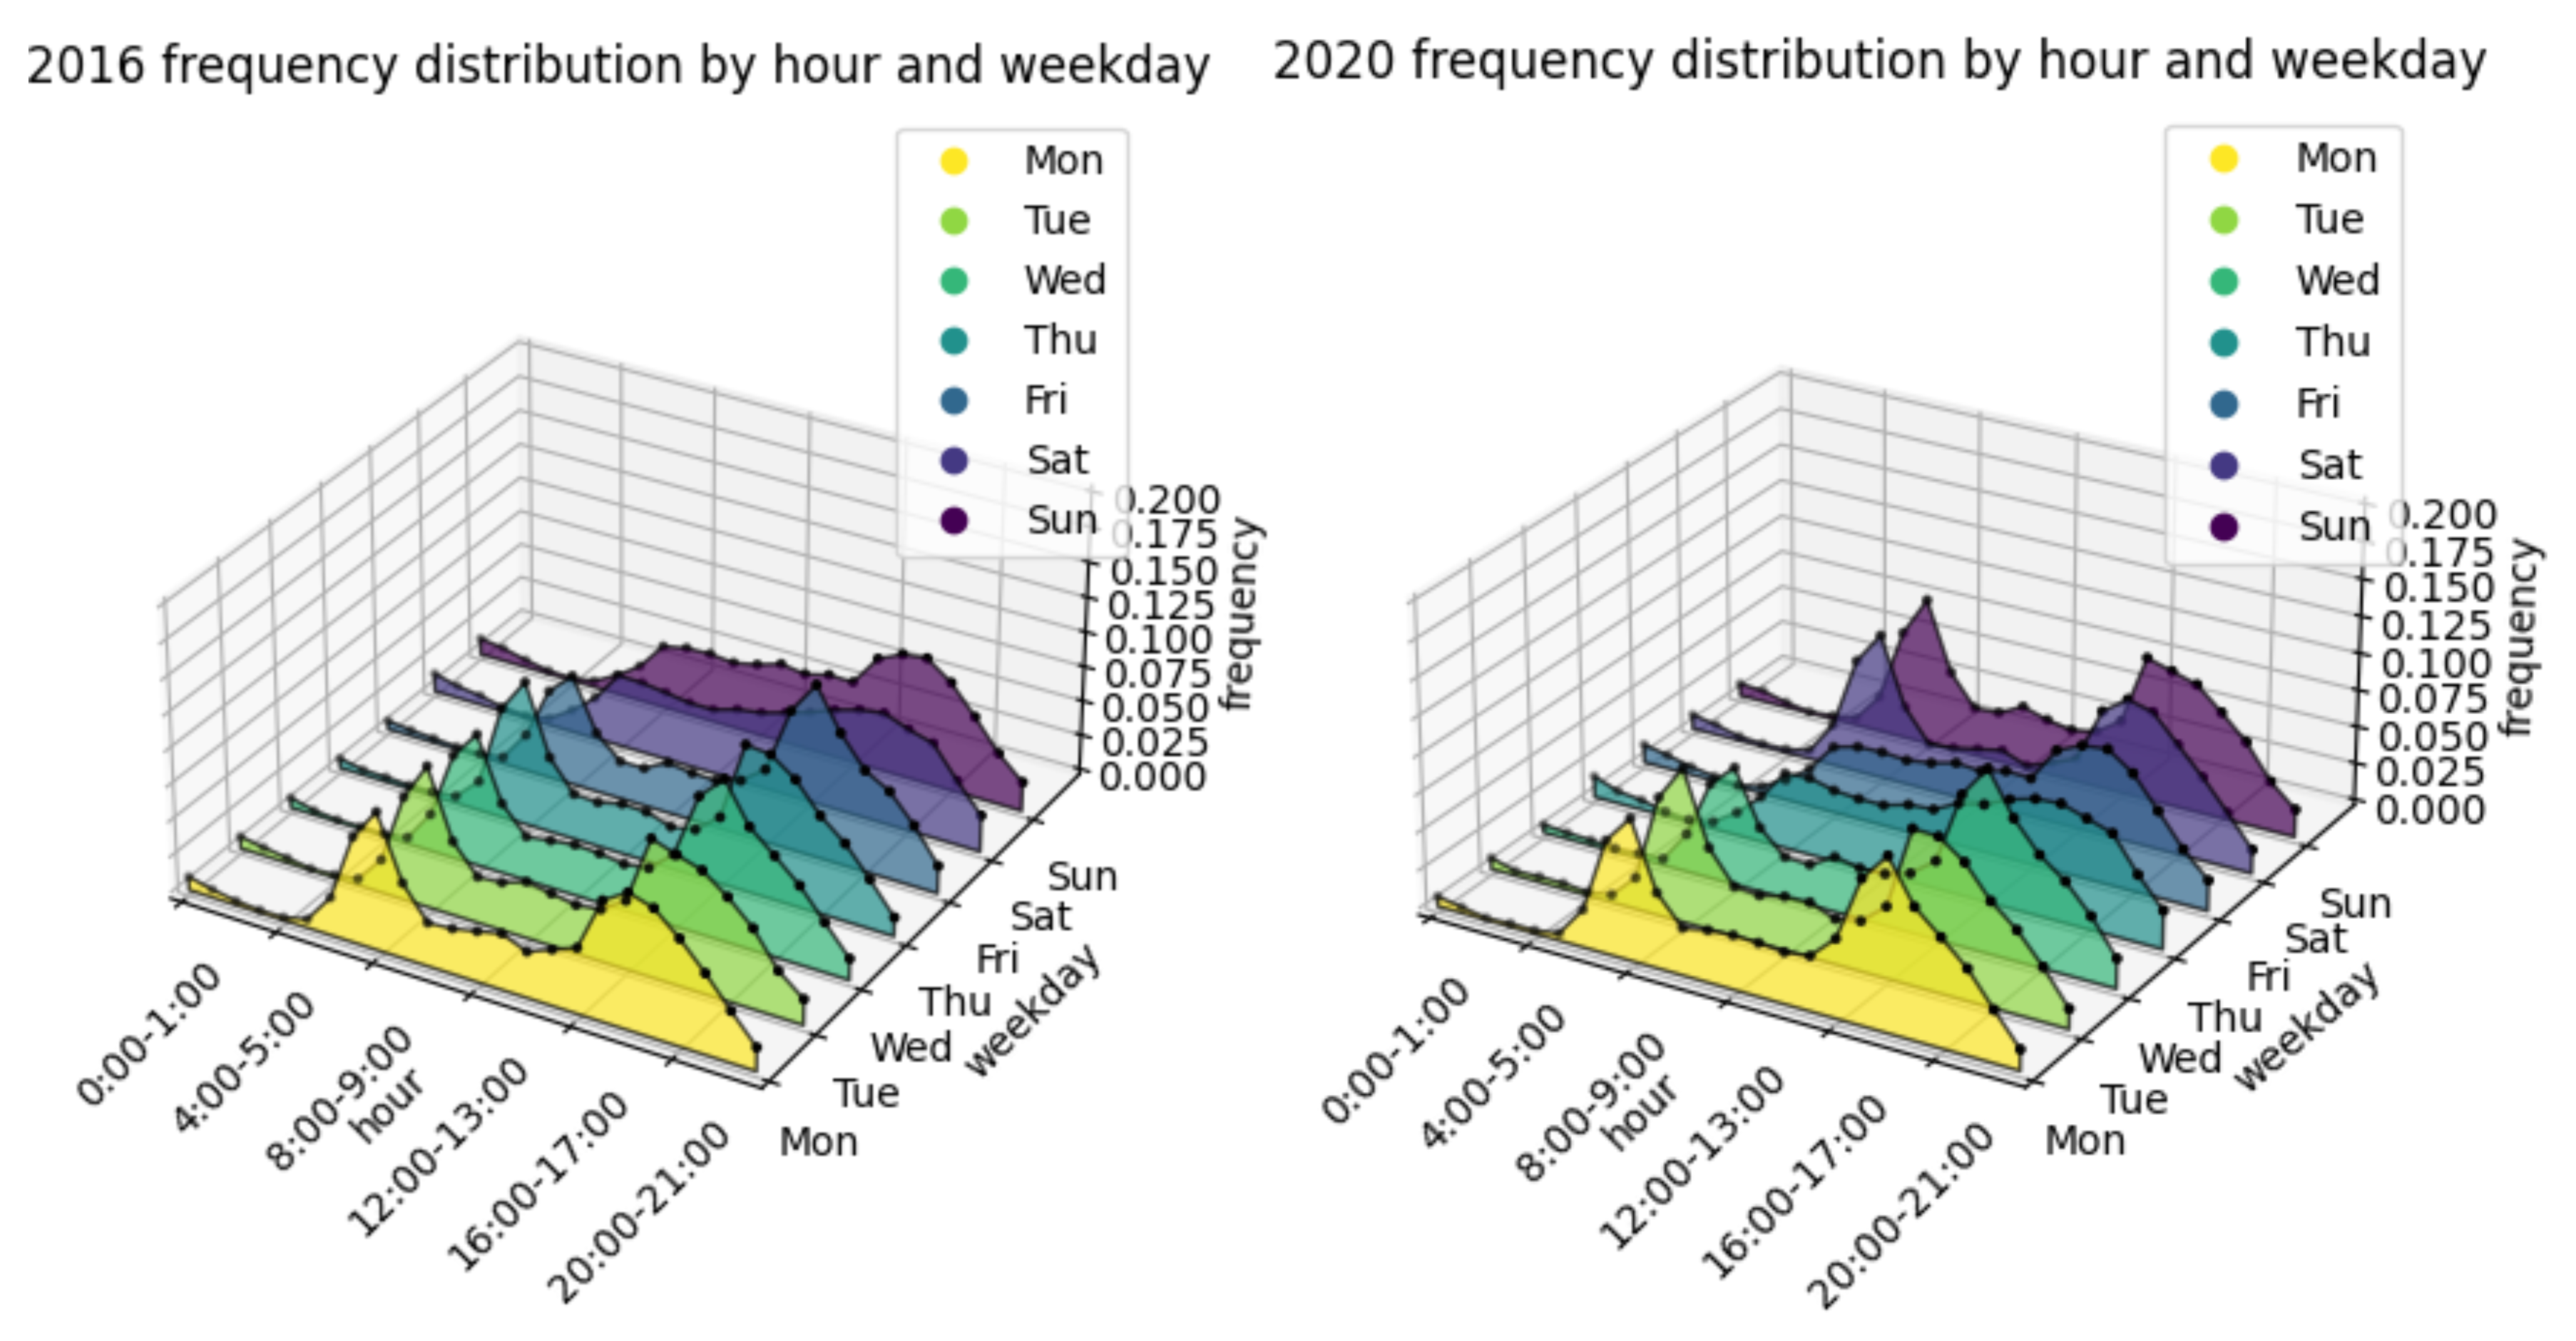 2016 frequency distribution by hour and weekday
Mon
Tue
Wed
Thu
Fri
Sat
Sun
0.200
0.175
0.150
0.125
0.100
0.075
0.050
0.025
0.000
frequency
0:00-1:00
4:00-5:00
8:00-9:00
12:00-13:00
16:00-17:00
20:00-21:00
hour
Mon
Tue
Wed
Thu
Fri
Sat
Sun
weekday
2020 frequency distribution by hour and weekday
Mon
Tue
Wed
Thu
Fri
Sat
Sun
0.200
0.175
0.150
0.125
0.100
0.075
0.050
0.025
0.000
frequency
0:00-1:00
4:00-5:00
8:00-9:00
12:00-13:00
16:00-17:00
20:00-21:00
hour
Mon
Tue
Wed
Thu
Fri
Sat
Sun
weekday